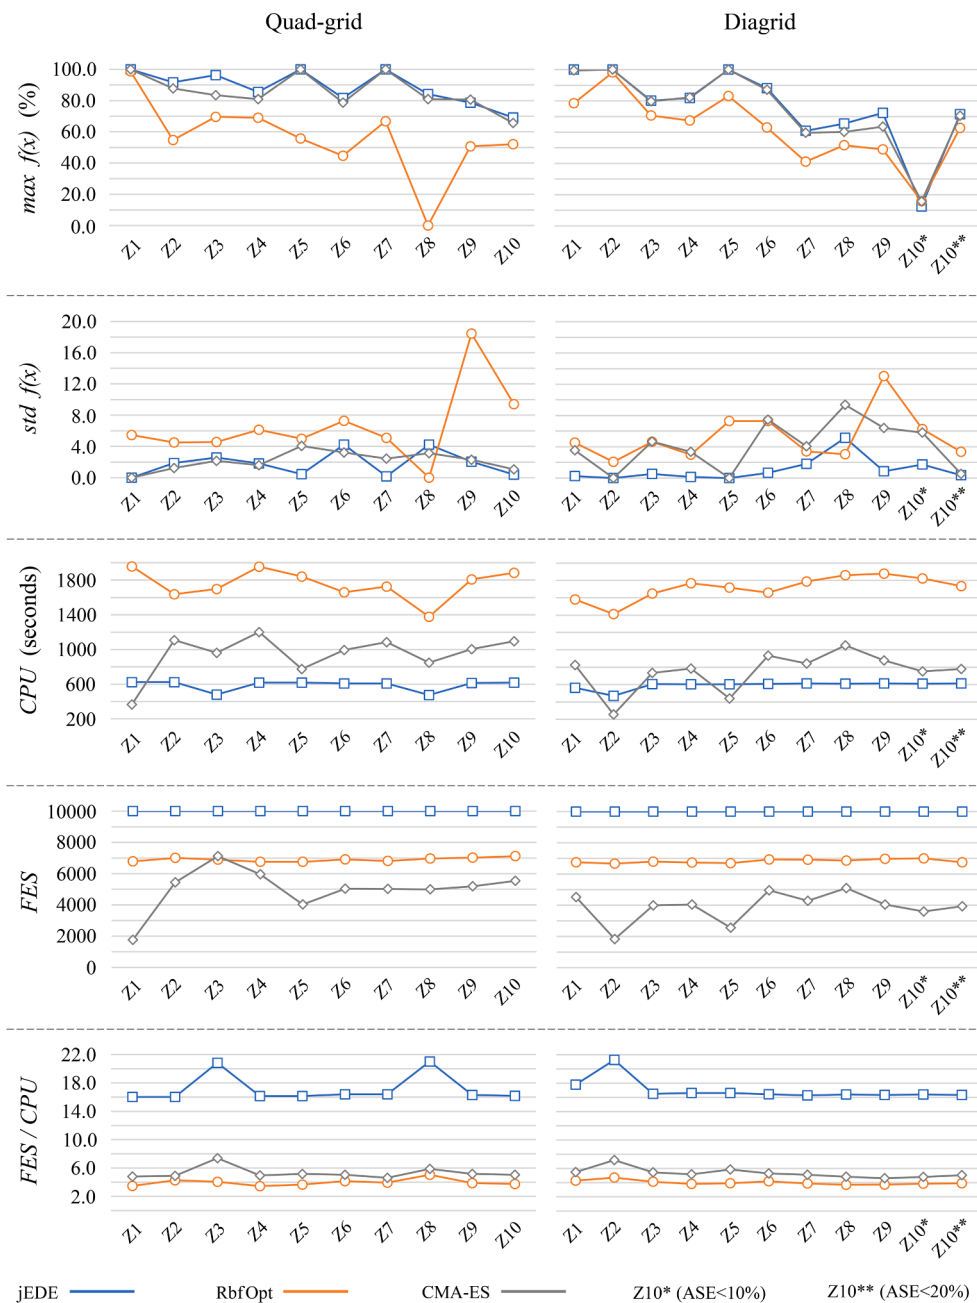 Quad-grid Diagrid
max f(x) (%)
100.0
80.0
60.0
40.0
20.0
0.0
Z1 Z2 Z3 Z4 Z5 Z6 Z7 Z8 Z9 Z10
Z1 Z2 Z3 Z4 Z5 Z6 Z7 Z8 Z9 Z10* Z10**
std f(x)
20.0
16.0
12.0
8.0
4.0
0.0
Z1 Z2 Z3 Z4 Z5 Z6 Z7 Z8 Z9 Z10
Z1 Z2 Z3 Z4 Z5 Z6 Z7 Z8 Z9 Z10* Z10**
CPU (seconds)
1800
1400
1000
600
200
Z1 Z2 Z3 Z4 Z5 Z6 Z7 Z8 Z9 Z10
Z1 Z2 Z3 Z4 Z5 Z6 Z7 Z8 Z9 Z10* Z10**
FES
10000
8000
6000
4000
2000
0
Z1 Z2 Z3 Z4 Z5 Z6 Z7 Z8 Z9 Z10
Z1 Z2 Z3 Z4 Z5 Z6 Z7 Z8 Z9 Z10* Z10**
FES / CPU
22.0
18.0
14.0
10.0
6.0
2.0
Z1 Z2 Z3 Z4 Z5 Z6 Z7 Z8 Z9 Z10
Z1 Z2 Z3 Z4 Z5 Z6 Z7 Z8 Z9 Z10* Z10**
jEDE RbfOpt CMA-ES Z10* (ASE<10%) Z10** (ASE<20%)